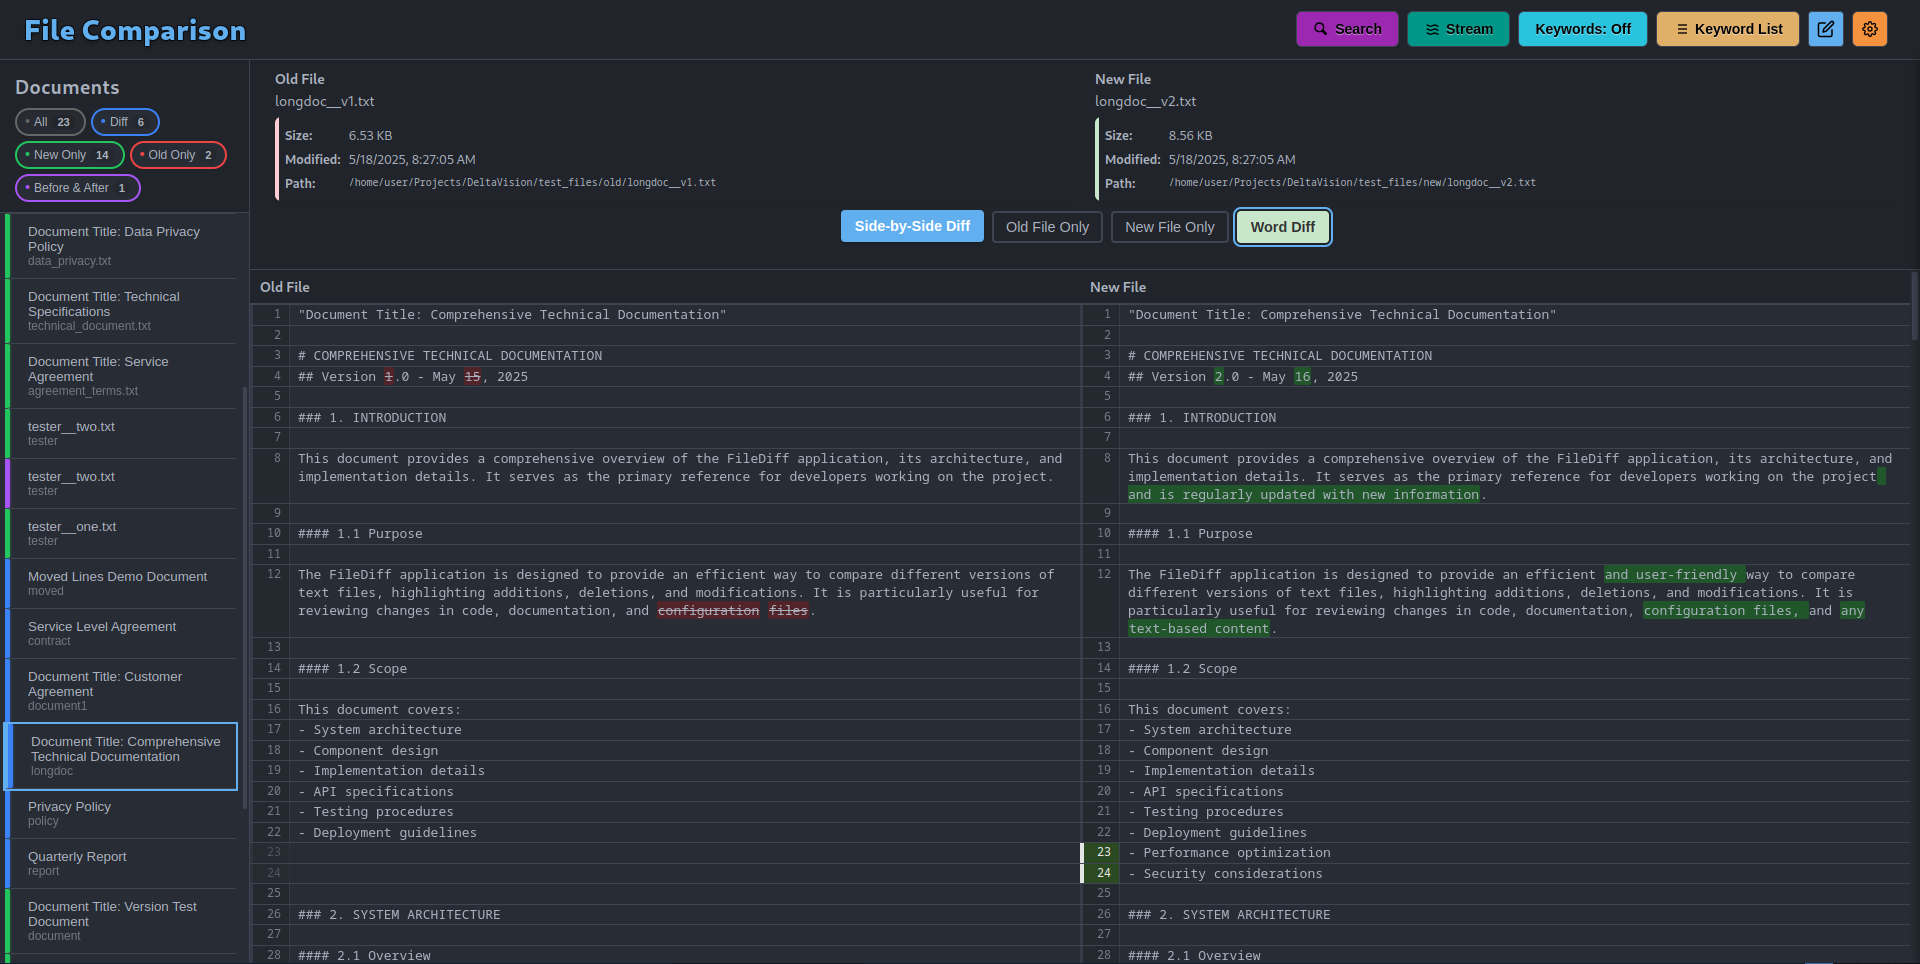 File Comparison
Search
Stream
Keywords: Off
Keyword List
Documents
All 23
Diff 6
New Only 14
Old Only 2
Before & After 1
Document Title: Data Privacy
Policy
data_privacy.txt
Document Title: Technical
Specifications
technical_document.txt
Document Title: Service
Agreement
agreement_terms.txt
tester__two.txt
tester
tester__two.txt
tester
tester__one.txt
tester
Moved Lines Demo Document
moved
Service Level Agreement
contract
Document Title: Customer
Agreement
document1
Document Title: Comprehensive
Technical Documentation
longdoc
Privacy Policy
policy
Quarterly Report
report
Document Title: Version Test
Document
document
Old File
longdoc__v1.txt
Size: 6.53 KB
Modified: 5/18/2025, 8:27:05 AM
Path: /home/user/Projects/DeltaVision/test_files/old/longdoc__v1.txt
New File
longdoc__v2.txt
Size: 8.56 KB
Modified: 5/18/2025, 8:27:05 AM
Path: /home/user/Projects/DeltaVision/test_files/new/longdoc__v2.txt
Side-by-Side Diff
Old File Only
New File Only
Word Diff
Old File
1 "Document Title: Comprehensive Technical Documentation"
2
3 # COMPREHENSIVE TECHNICAL DOCUMENTATION
4 ## Version 1.0 - May 15, 2025
5
6 ### 1. INTRODUCTION
7
8 This document provides a comprehensive overview of the FileDiff application, its architecture, and
implementation details. It serves as the primary reference for developers working on the project.
9
10 #### 1.1 Purpose
11
12 The FileDiff application is designed to provide an efficient way to compare different versions of
text files, highlighting additions, deletions, and modifications. It is particularly useful for
reviewing changes in code, documentation, and configuration files.
13
14 #### 1.2 Scope
15
16 This document covers:
17 - System architecture
18 - Component design
19 - Implementation details
20 - API specifications
21 - Testing procedures
22 - Deployment guidelines
23
24
25
26 ### 2. SYSTEM ARCHITECTURE
27
28 #### 2.1 Overview
New File
1 "Document Title: Comprehensive Technical Documentation"
2
3 # COMPREHENSIVE TECHNICAL DOCUMENTATION
4 ## Version 2.0 - May 16, 2025
5
6 ### 1. INTRODUCTION
7
8 This document provides a comprehensive overview of the FileDiff application, its architecture, and
implementation details. It serves as the primary reference for developers working on the project
and is regularly updated with new information.
9
10 #### 1.1 Purpose
11
12 The FileDiff application is designed to provide an efficient and user-friendly way to compare
different versions of text files, highlighting additions, deletions, and modifications. It is
particularly useful for reviewing changes in code, documentation, configuration files, and any
text-based content.
13
14 #### 1.2 Scope
15
16 This document covers:
17 - System architecture
18 - Component design
19 - Implementation details
20 - API specifications
21 - Testing procedures
22 - Deployment guidelines
23 - Performance optimization
24 - Security considerations
25
26 ### 2. SYSTEM ARCHITECTURE
27
28 #### 2.1 Overview